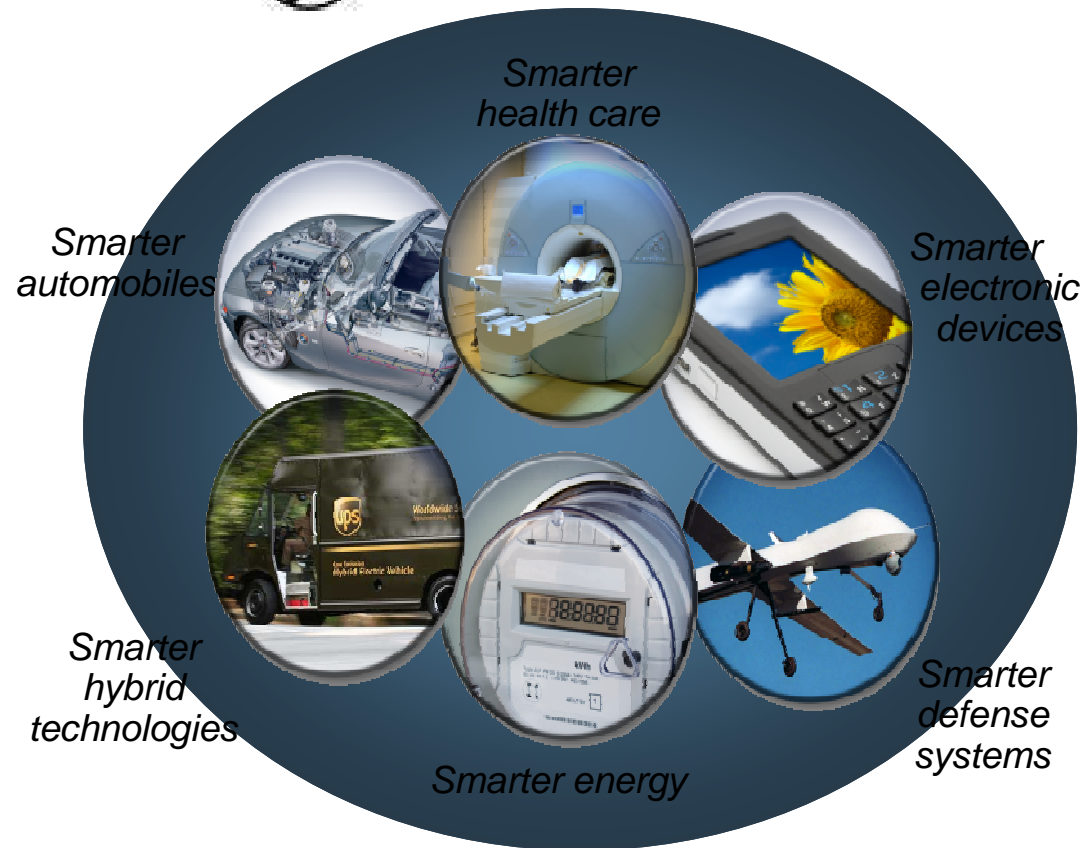 Smarter
health care
Smarter
automobiles
Smarter
electronic
devices
ups
Worldwide
Hybrid Electric Vehicle
kWh
Smarter
hybrid
technologies
Smarter energy
Smarter
defense
systems